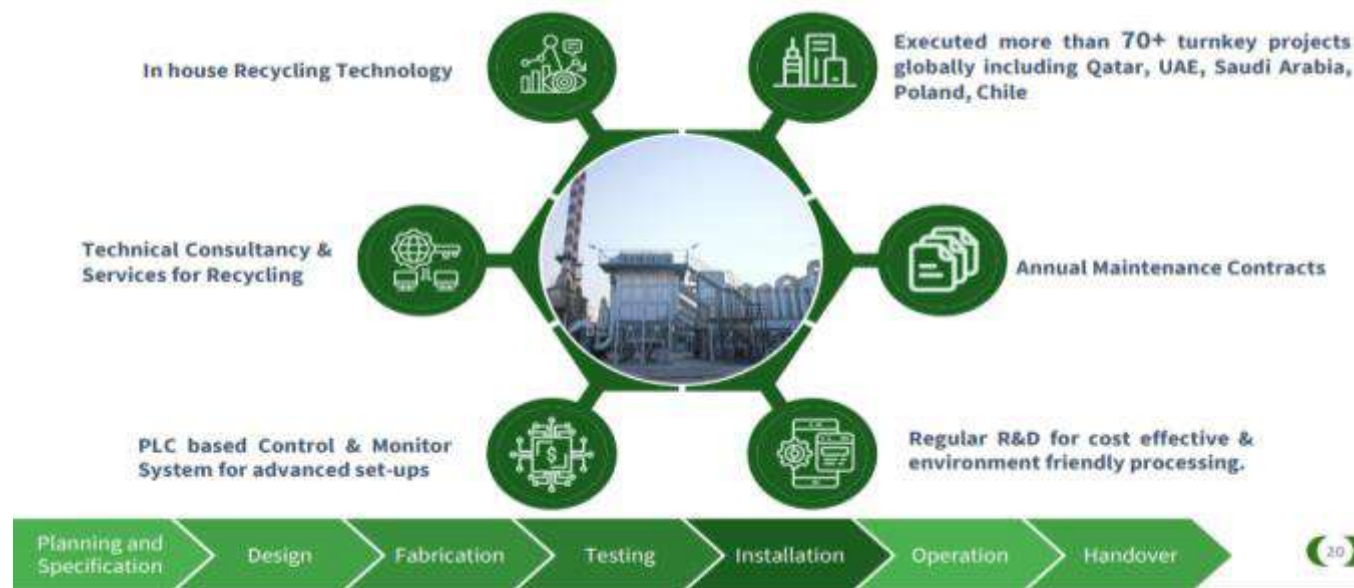 In house Recycling Technology
Executed more than 70+ turnkey projects
globally including Qatar, UAE, Saudi Arabia,
Poland, Chile
Technical Consultancy &
Services for Recycling
Annual Maintenance Contracts
PLC based Control & Monitor
System for advanced set-ups
$
Regular R&D for cost effective &
environment friendly processing.
Planning and
Specification
Design
Fabrication
Testing
Installation
Operation
Handover
20